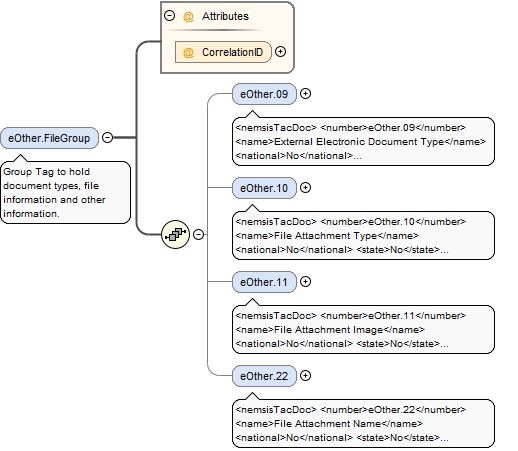 Attributes
CorrelationID
eOther.FileGroup
Group Tag to hold
document types, file
information and other
information.
eOther.09
<nemsisTacDoc> <number>eOther.09</number>
<name>External Electronic Document Type</name>
<national>No</national>...
eOther.10
<nemsisTacDoc> <number>eOther.10</number>
<name>File Attachment Type</name>
<national>No</national> <state>No</state>...
eOther.11
<nemsisTacDoc> <number>eOther.11</number>
<name>File Attachment Image</name>
<national>No</national> <state>No</state>...
eOther.22
<nemsisTacDoc> <number>eOther.22</number>
<name>File Attachment Name</name>
<national>No</national> <state>No</state>...